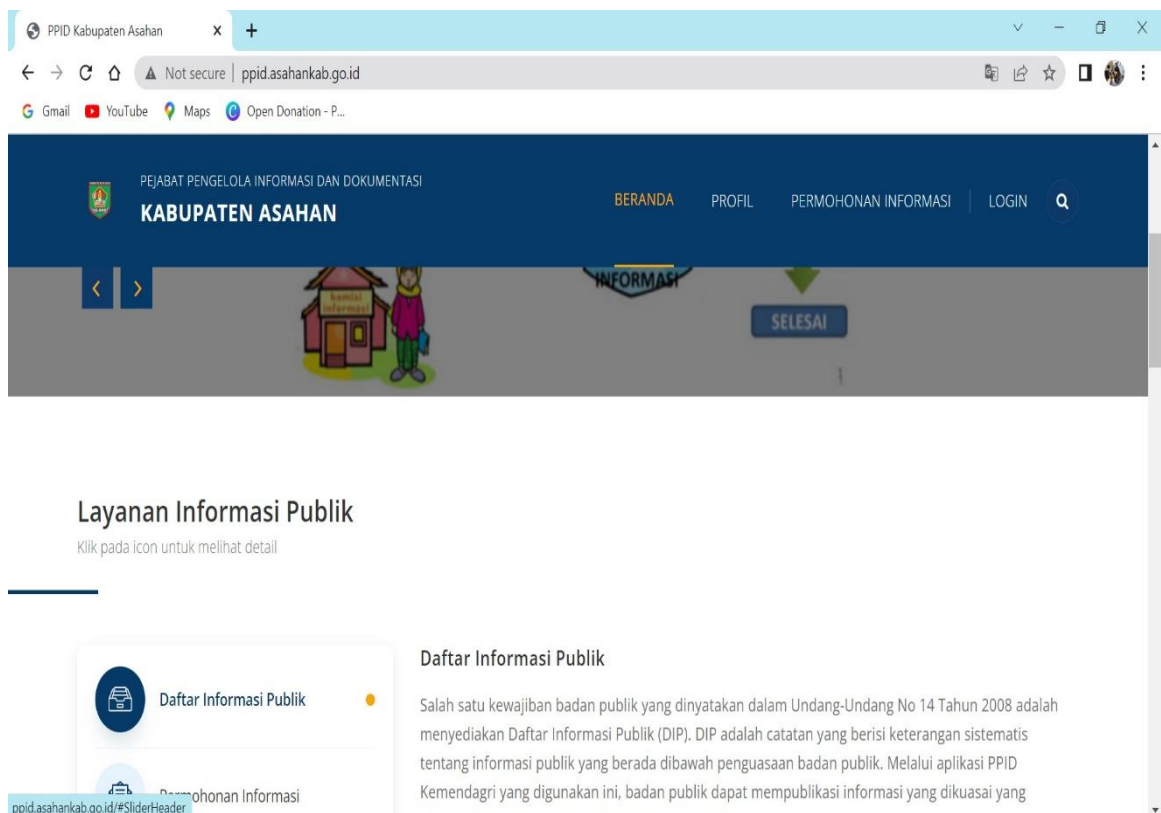 PPID Kabupaten Asahan
Not secure | ppid.asahankab.go.id
Gmail YouTube Maps Open Donation - P...
PEJABAT PENGELOLA INFORMASI DAN DOKUMENTASI
KABUPATEN ASAHAN
BERANDA PROFIL PERMOHONAN INFORMASI LOGIN
komisi
informasi
INFORMASI
SELESAI
Layanan Informasi Publik
Klik pada icon untuk melihat detail
Daftar Informasi Publik
Permohonan Informasi
Daftar Informasi Publik
Salah satu kewajiban badan publik yang dinyatakan dalam Undang-Undang No 14 Tahun 2008 adalah
menyediakan Daftar Informasi Publik (DIP). DIP adalah catatan yang berisi keterangan sistematis
tentang informasi publik yang berada dibawah penguasaan badan publik. Melalui aplikasi PPID
Kemendagri yang digunakan ini, badan publik dapat mempublikasi informasi yang dikuasai yang
ppid.asahankab.go.id/#SliderHeader